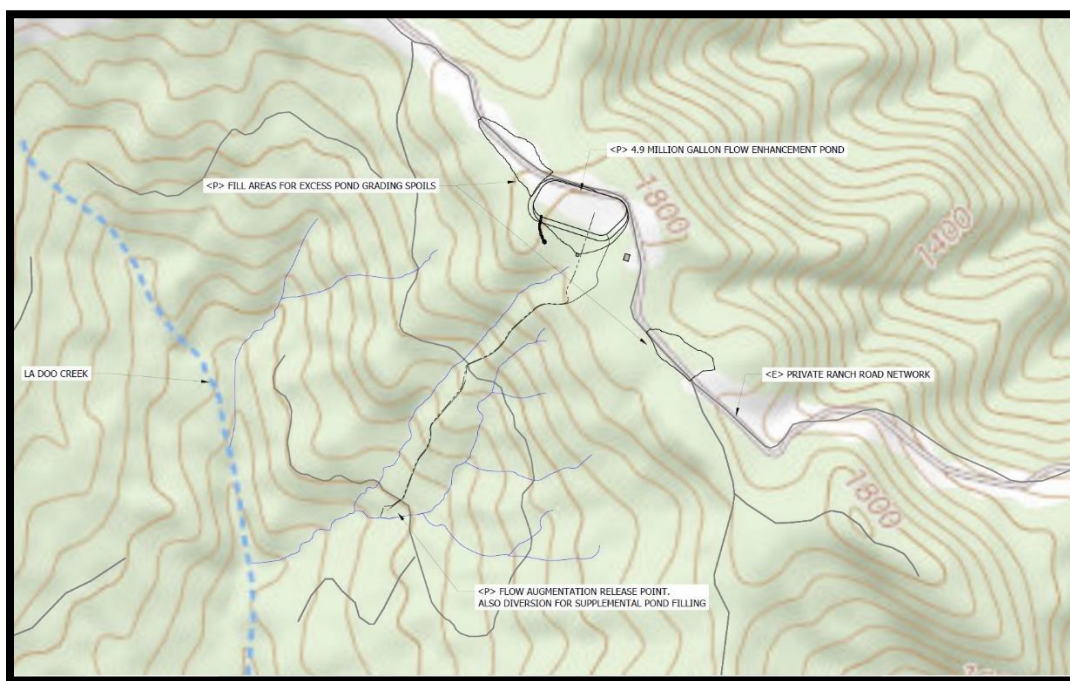 <P> 4.9 MILLION GALLON FLOW ENHANCEMENT POND
<P> FILL AREAS FOR EXCESS POND GRADING SPOILS
1800
1400
LA DOO CREEK
<E> PRIVATE RANCH ROAD NETWORK
1800
<P> FLOW AUGMENTATION RELEASE POINT.
ALSO DIVERSION FOR SUPPLEMENTAL POND FILLING